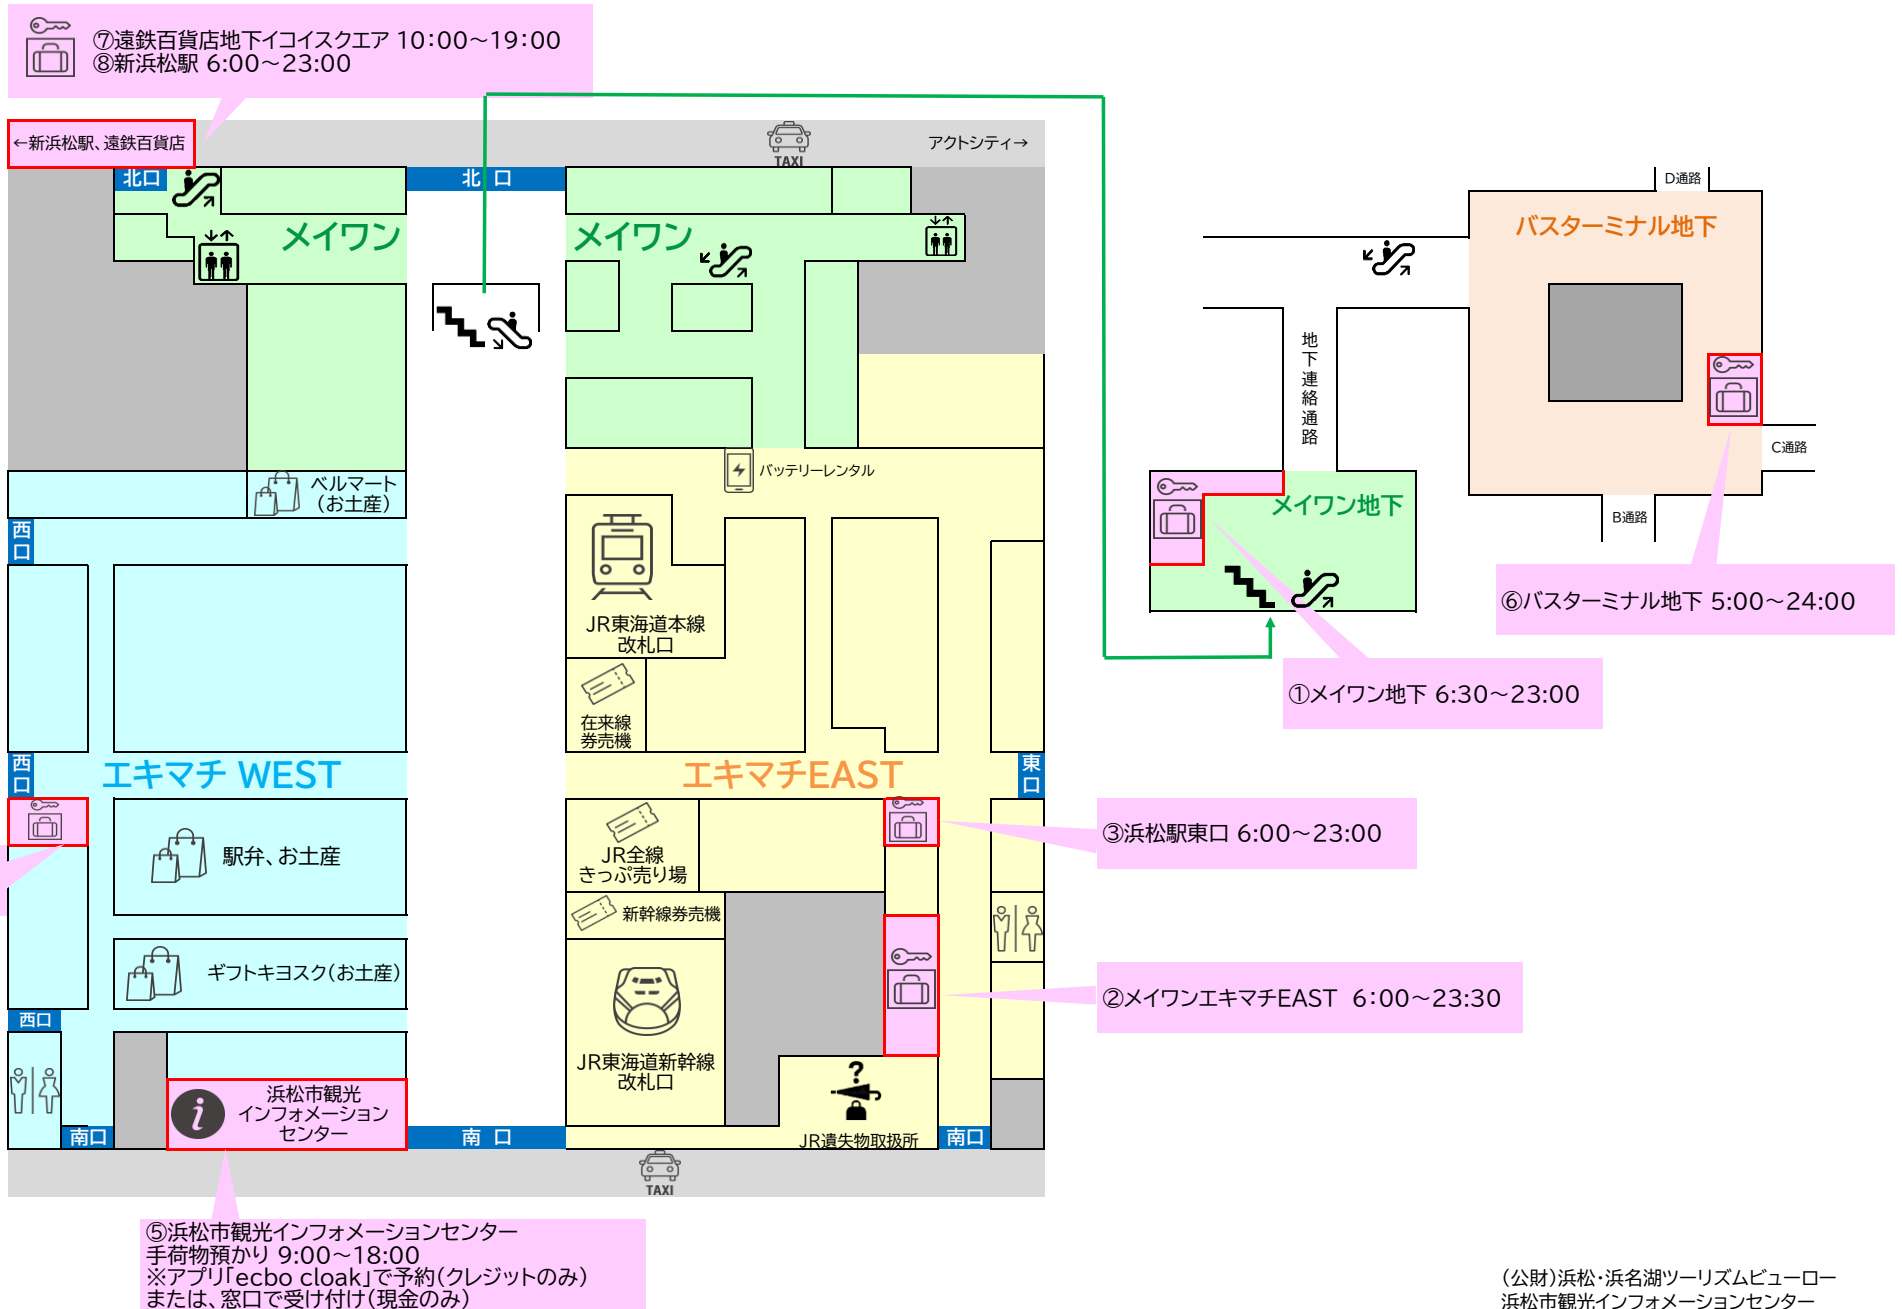 ⑦遠鉄百貨店地下イコイスクエア 10：00～19：00
⑧新浜松駅 6:00～23:00
←新浜松駅、遠鉄百貨店
TAXI
アクトシティ→
北口
北 口
メイワン
メイワン
D通路
バスターミナル地下
地下連絡通路
C通路
B通路
メイワン地下
⑥バスターミナル地下 5:00～24:00
①メイワン地下 6:30～23:00
ベルマート
（お土産）
バッテリーレンタル
西口
JR東海道本線
改札口
在来線
券売機
西口
エキマチ WEST
エキマチEAST
東口
駅弁、お土産
JR全線
きっぷ売り場
③浜松駅東口 6:00～23:00
新幹線券売機
ギフトキヨスク（お土産）
②メイワンエキマチEAST 6：00～23:30
西口
JR東海道新幹線
改札口
浜松市観光
インフォメーション
センター
?
i
南口
南 口
JR遺失物取扱所
南口
TAXI
⑤浜松市観光インフォメーションセンター
手荷物預かり 9:00～18:00
※アプリ「ecbo cloak」で予約（クレジットのみ）
または、窓口で受け付け（現金のみ）
（公財）浜松・浜名湖ツーリズムビューロー
浜松市観光インフォメーションセンター